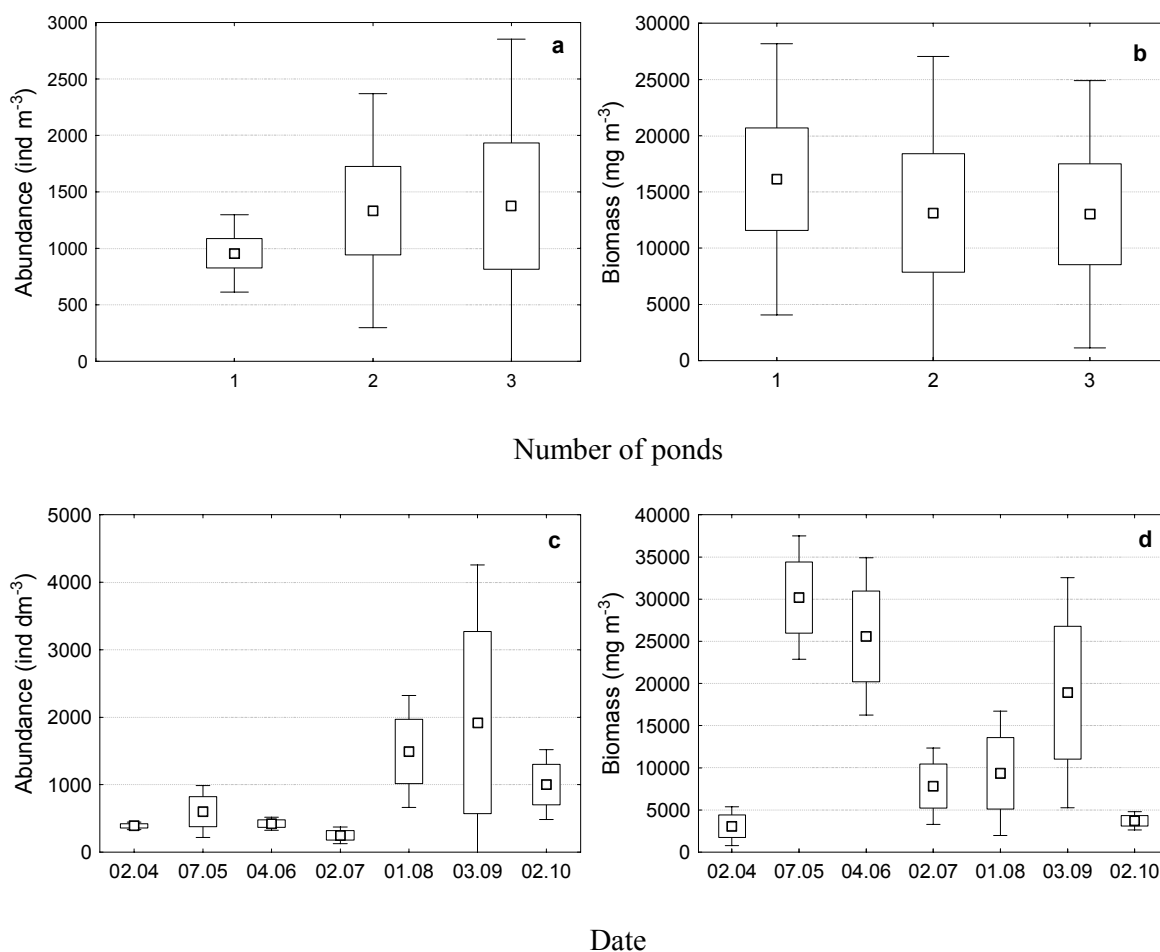 a
3000
2500
2000
1500
1000
500
0
Abundance (ind m⁻³)
1 2 3
b
30000
25000
20000
15000
10000
5000
0
Biomass (mg m⁻³)
1 2 3
Number of ponds
c
5000
4000
3000
2000
1000
0
Abundance (ind dm⁻³)
02.04 07.05 04.06 02.07 01.08 03.09 02.10
d
40000
35000
30000
25000
20000
15000
10000
5000
0
Biomass (mg m⁻³)
02.04 07.05 04.06 02.07 01.08 03.09 02.10
Date